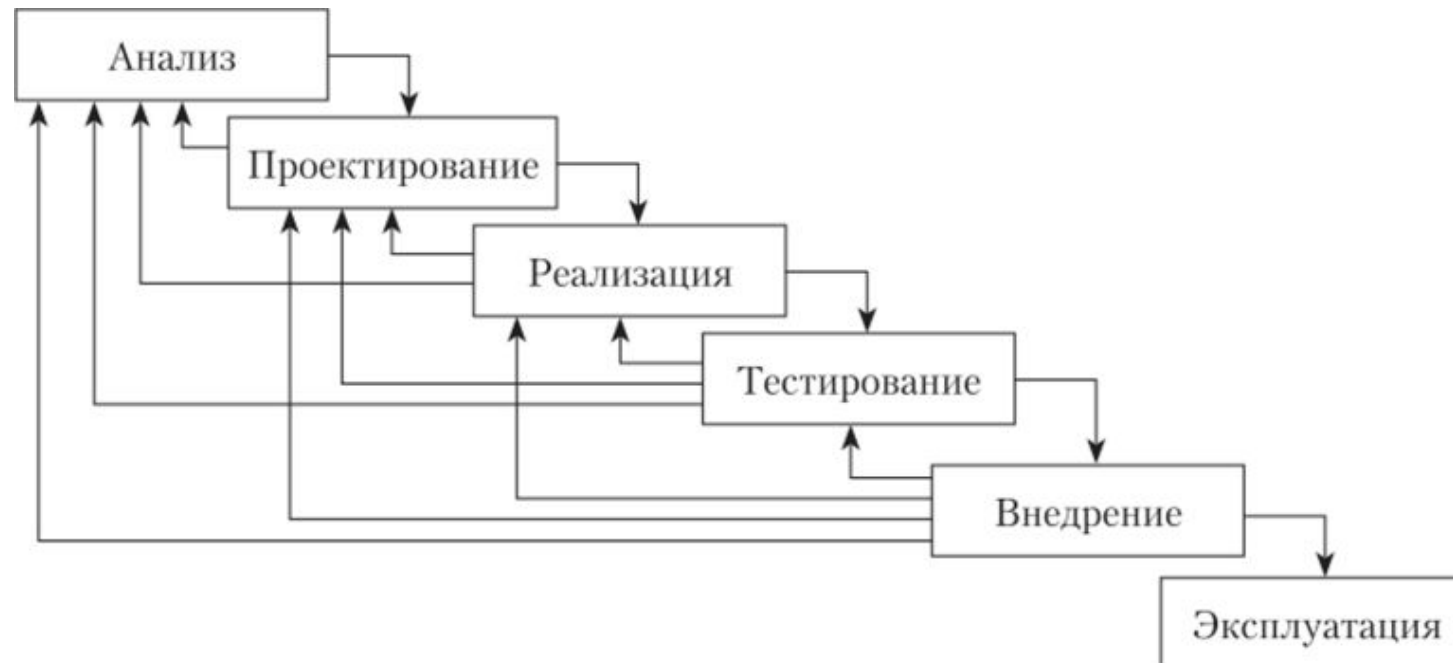 Анализ
Проектирование
Реализация
Тестирование
Внедрение
Эксплуатация